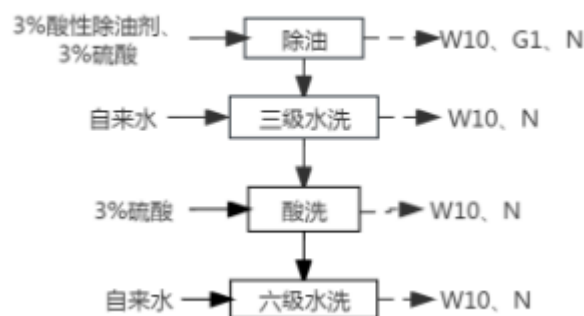 3%酸性除油剂、
3%硫酸
除油
W10、G1、N
自来水
三级水洗
W10、N
3%硫酸
酸洗
W10、N
自来水
六级水洗
W10、N